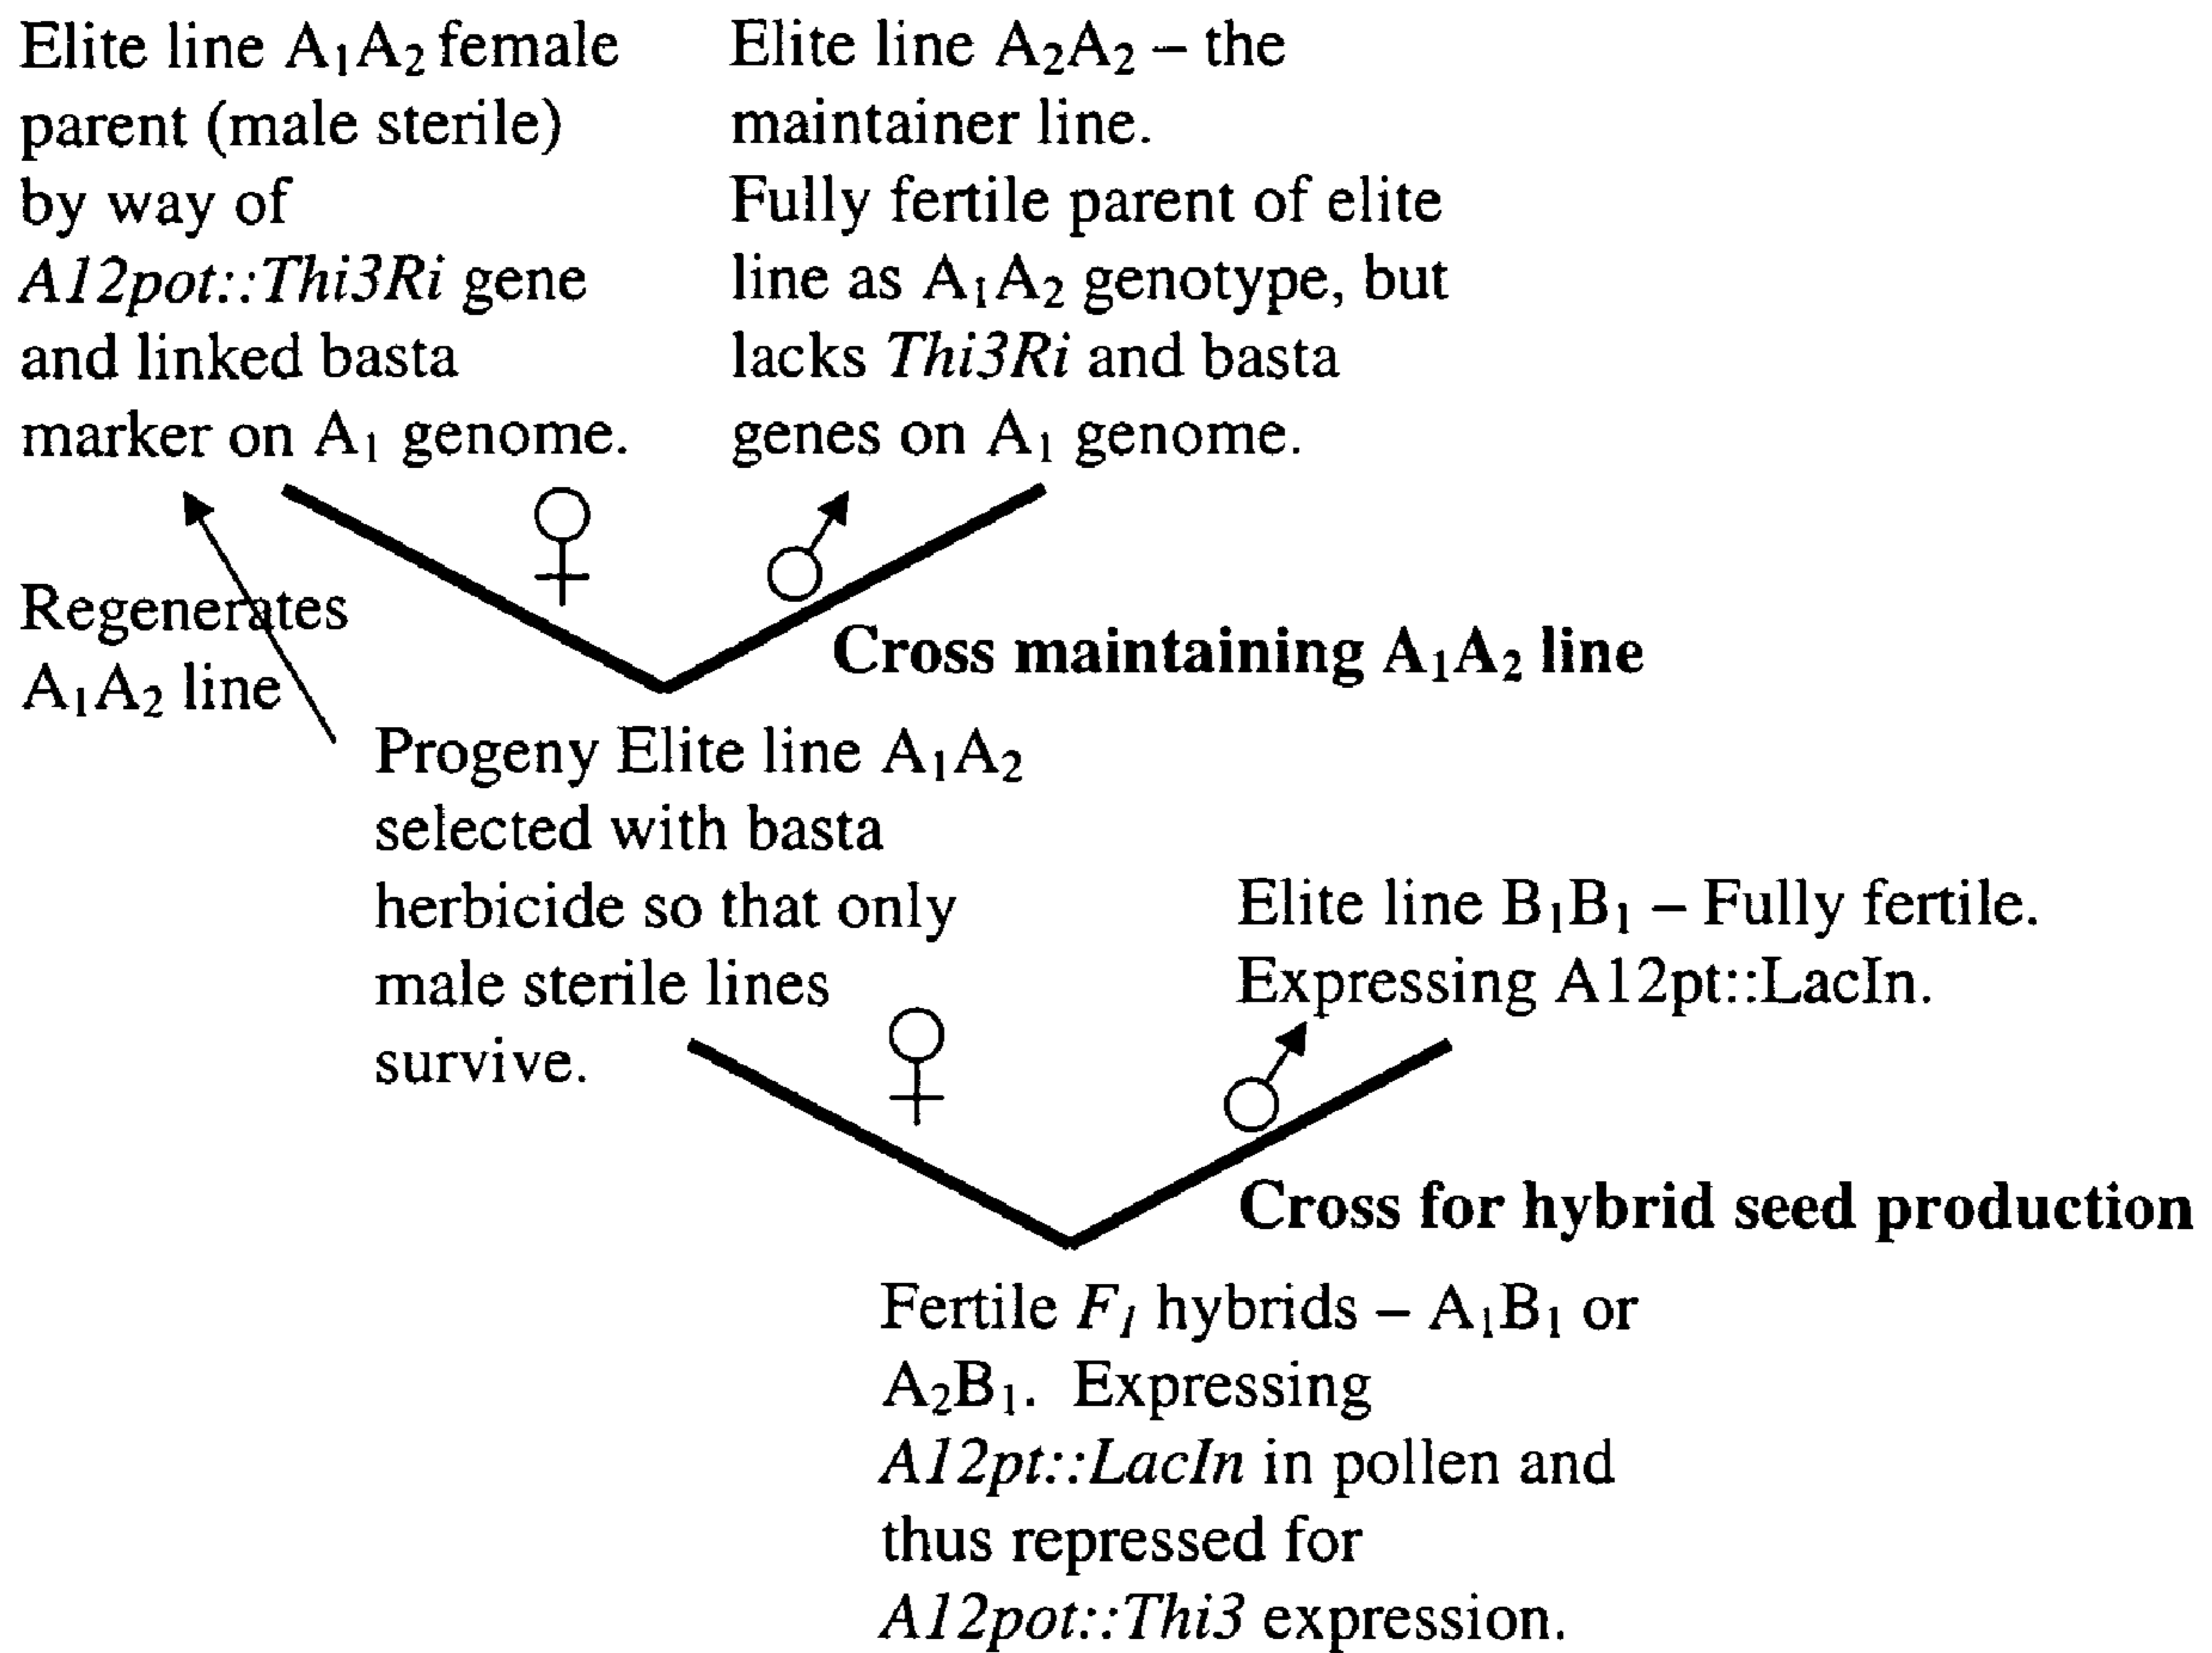 Elite line A₁A₂ female
parent (male sterile)
by way of
A12pot::Thi3Ri gene
and linked basta
marker on A₁ genome.
Elite line A₂A₂ – the
maintainer line.
Fully fertile parent of elite
line as A₁A₂ genotype, but
lacks Thi3Ri and basta
genes on A₁ genome.
Regenerates
A₁A₂ line
Cross maintaining A₁A₂ line
Progeny Elite line A₁A₂
selected with basta
herbicide so that only
male sterile lines
survive.
Elite line B₁B₁ – Fully fertile.
Expressing A12pt::LacIn.
Cross for hybrid seed production
Fertile F₁ hybrids – A₁B₁ or
A₂B₁. Expressing
A12pt::LacIn in pollen and
thus repressed for
A12pot::Thi3 expression.